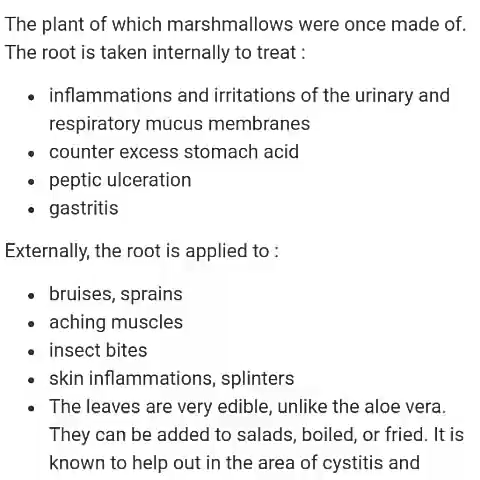 The plant of which marshmallows were once made of.
The root is taken internally to treat :
• inflammations and irritations of the urinary and
respiratory mucus membranes
• counter excess stomach acid
• peptic ulceration
• gastritis
Externally, the root is applied to :
• bruises, sprains
• aching muscles
• insect bites
• skin inflammations, splinters
• The leaves are very edible, unlike the aloe vera.
They can be added to salads, boiled, or fried. It is
known to help out in the area of cystitis and